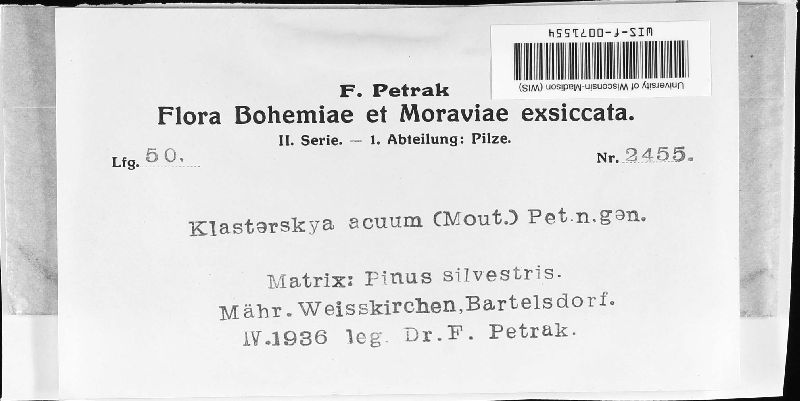 WIS-f-0071554
University of Wisconsin-Madison (WIS)
F. Petrak
Flora Bohemiae et Moraviae exsiccata.
II. Serie. — 1. Abteilung: Pilze.
Lfg. 50.
Nr. 2455.
Klasterskya acuum (Mout.) Pet.n.gen.
Matrix: Pinus silvestris.
Mähr.Weisskirchen,Bartelsdorf.
IV.1936 leg. Dr.F. Petrak.